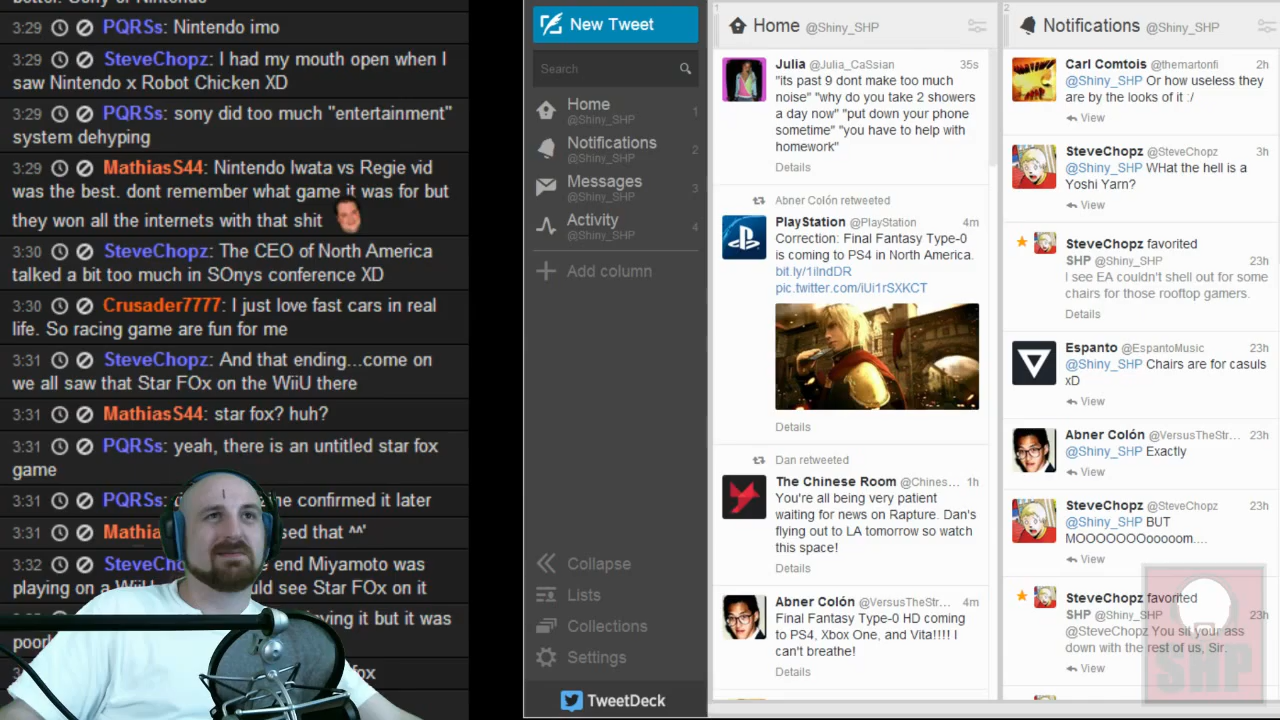 better. Sony or Nintendo
3:29 PQRSs: Nintendo imo
3:29 SteveChopz: I had my mouth open when I
saw Nintendo x Robot Chicken XD
3:29 PQRSs: sony did too much "entertainment"
system dehyping
3:29 MathiasS44: Nintendo Iwata vs Regie vid
was the best. dont remember what game it was for but
they won all the internets with that shit
3:30 SteveChopz: The CEO of North America
talked a bit too much in SOnys conference XD
3:30 Crusader7777: I just love fast cars in real
life. So racing game are fun for me
3:31 SteveChopz: And that ending...come on
we all saw that Star FOx on the WiiU there
3:31 MathiasS44: star fox? huh?
3:31 PQRSs: yeah, there is an untitled star fox
game
3:31 PQRSs: confirmed it later
3:31 Mathia sed that ^^'
3:32 SteveCho end Miyamoto was
playing on a Wii uld see Star FOx on it
ying it but it was
poor
ox
New Tweet
Search
Home 1
@Shiny_SHP
Notifications 2
@Shiny_SHP
Messages 3
@Shiny_SHP
Activity 4
@Shiny_SHP
Add column
Collapse
Lists
Collections
Settings
TweetDeck
1
Home @Shiny_SHP
Julia @Julia_CaSsian 35s
"its past 9 dont make too much
noise" "why do you take 2 showers
a day now" "put down your phone
sometime" "you have to help with
homework"
Details
Abner Colón retweeted
PlayStation @PlayStation 4m
Correction: Final Fantasy Type-0
is coming to PS4 in North America.
bit.ly/1iIndDR
pic.twitter.com/iUi1rSXKCT
Details
Dan retweeted
The Chinese Room @Chines... 1h
You're all being very patient
waiting for news on Rapture. Dan's
flying out to LA tomorrow so watch
this space!
Details
Abner Colón @VersusTheStr... 4m
Final Fantasy Type-0 HD coming
to PS4, Xbox One, and Vita!!!! I
can't breathe!
Details
2
Notifications @Shiny_SHP
Carl Comtois @themartonfi 2h
@Shiny_SHP Or how useless they
are by the looks of it :/
View
SteveChopz @SteveChopz 3h
@Shiny_SHP WHat the hell is a
Yoshi Yarn?
View
SteveChopz favorited
SHP @Shiny_SHP 23h
I see EA couldn't shell out for some
chairs for those rooftop gamers.
Details
Espanto @EspantoMusic 23h
@Shiny_SHP Chairs are for casuls
xD
View
Abner Colón @VersusTheStr... 23h
@Shiny_SHP Exactly
View
SteveChopz @SteveChopz 23h
@Shiny_SHP BUT
MOOOOOOOooooom....
View
SteveChopz favorited
SHP @Shiny_SHP 23h
@SteveChopz You sit your ass
down with the rest of us, Sir.
View
SHP